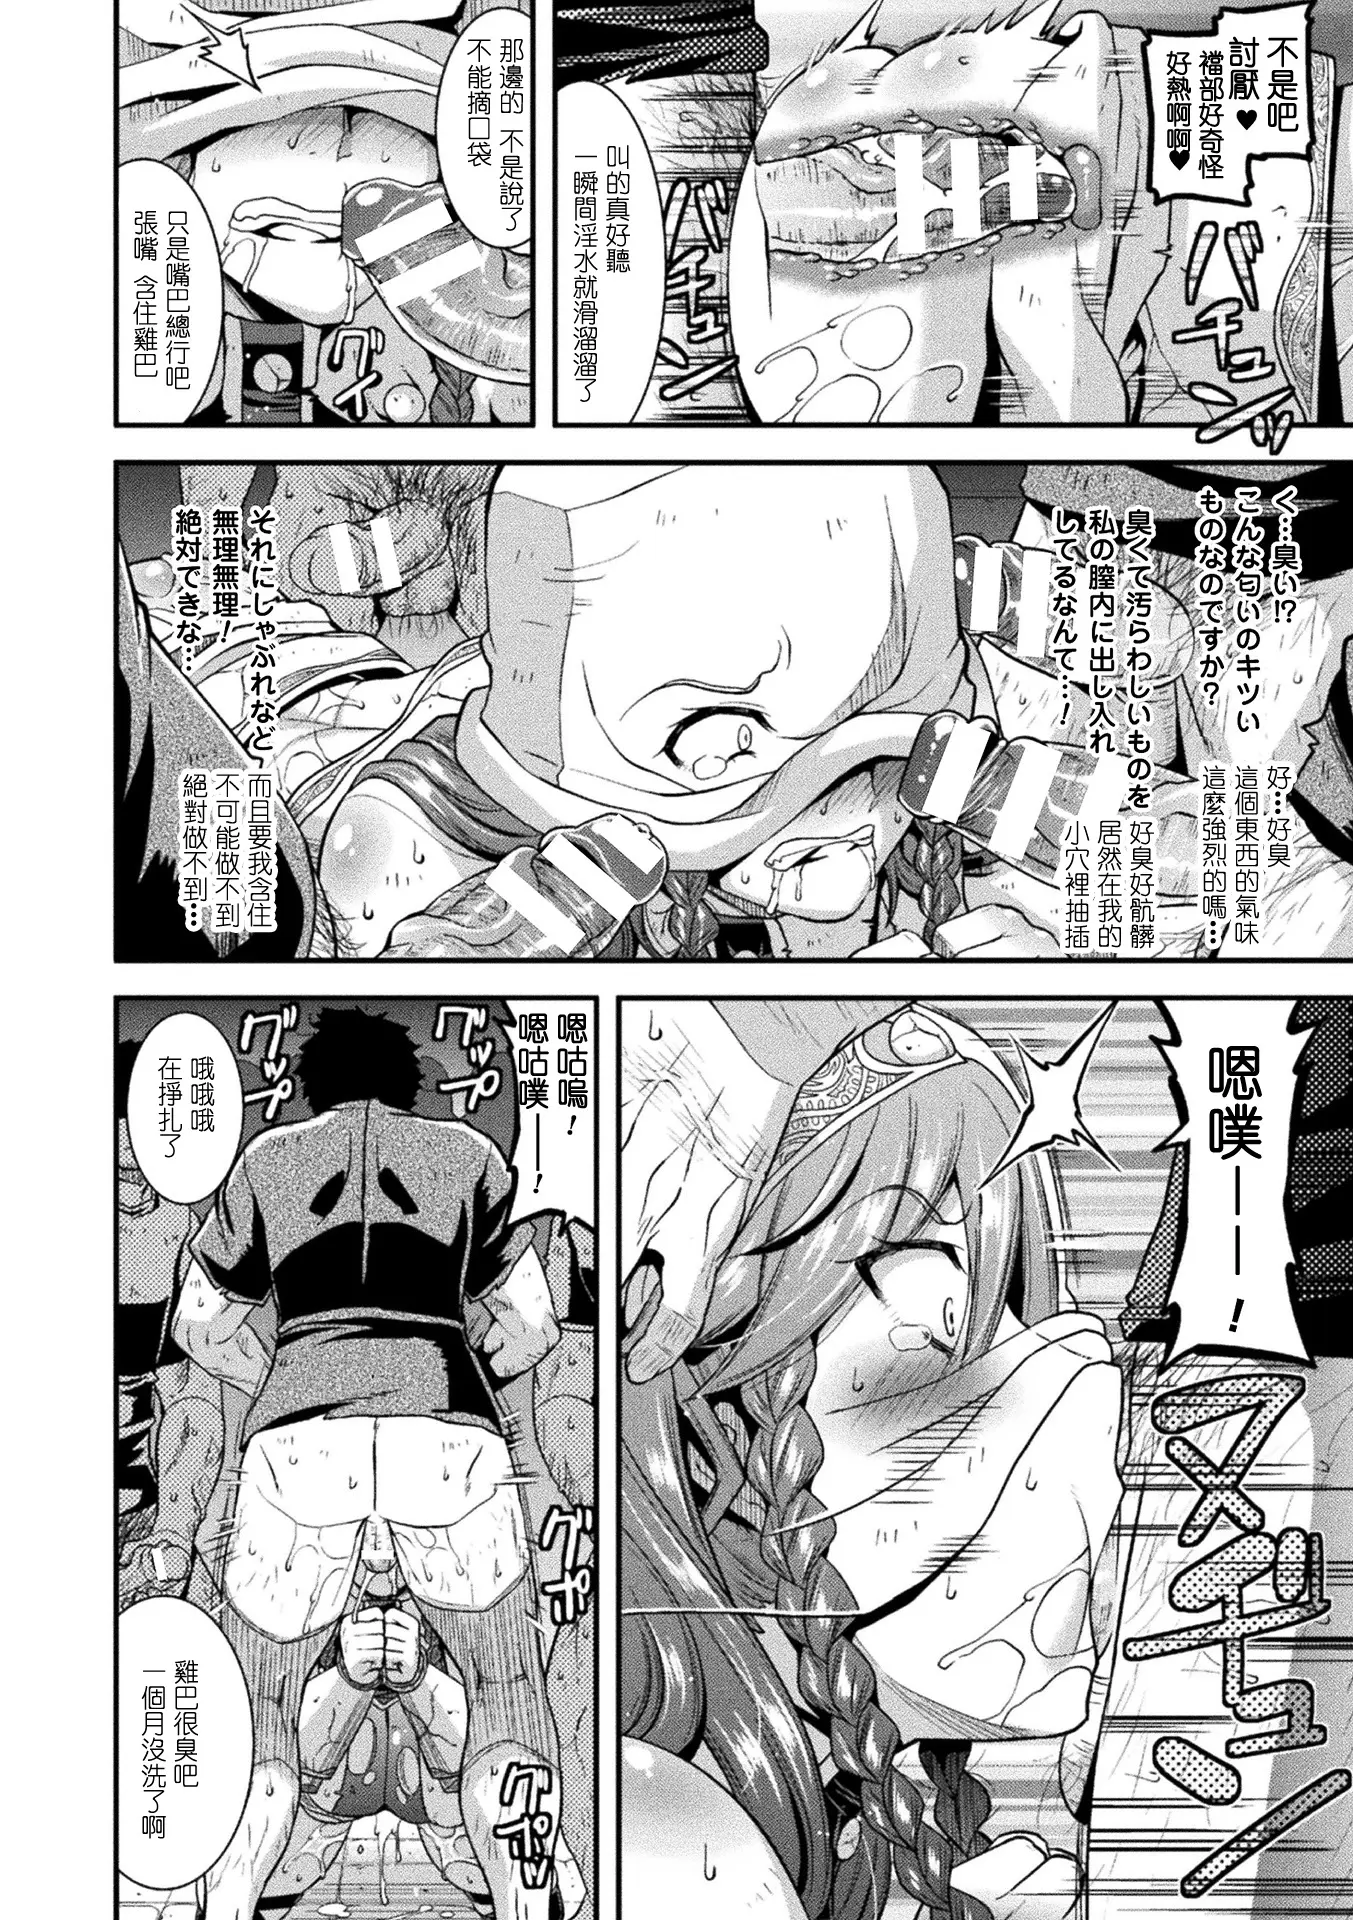 不是吧
討厭♥
襠部好奇怪
好熱啊啊♥
バチュンッ
叫的真好聽
一瞬間淫水就滑溜溜了
バチュン
那邊的 不是說了
不能摘口袋
只是嘴巴總行吧
張嘴 含住雞巴
グイ
く…臭い!?
こんな匂いのキツい
ものなのですか?
好…好臭
這個東西的氣味
這麼強烈的嗎…
臭くて汚らわしいものを
私の膣内に出し入れ
してるなんて…!
好臭好骯髒
居然在我的
小穴裡抽插
それにしゃぶれなど
無理無理!
絶対できな…
而且要我含住
不可能做不到
絕對做不到…
嗯噗——!
ヌギュン
嗯咕嗚!
嗯咕噗——!
グッポ
グッポ
哦哦哦
在掙扎了
グポ
グッポ
雞巴很臭吧
一個月沒洗了啊